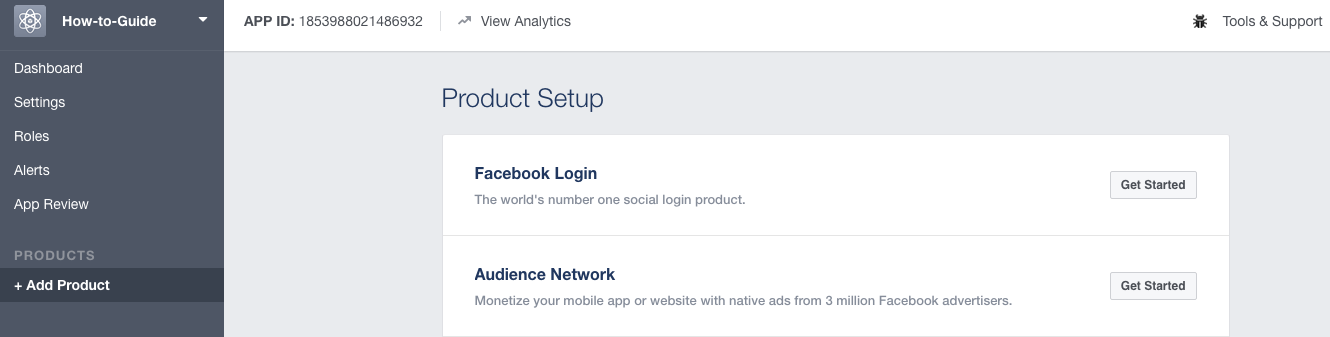 How-to-Guide
APP ID: 1853988021486932
View Analytics
Tools & Support
Dashboard
Settings
Roles
Alerts
App Review
PRODUCTS
+ Add Product
Product Setup
Facebook Login
The world's number one social login product.
Get Started
Audience Network
Monetize your mobile app or website with native ads from 3 million Facebook advertisers.
Get Started